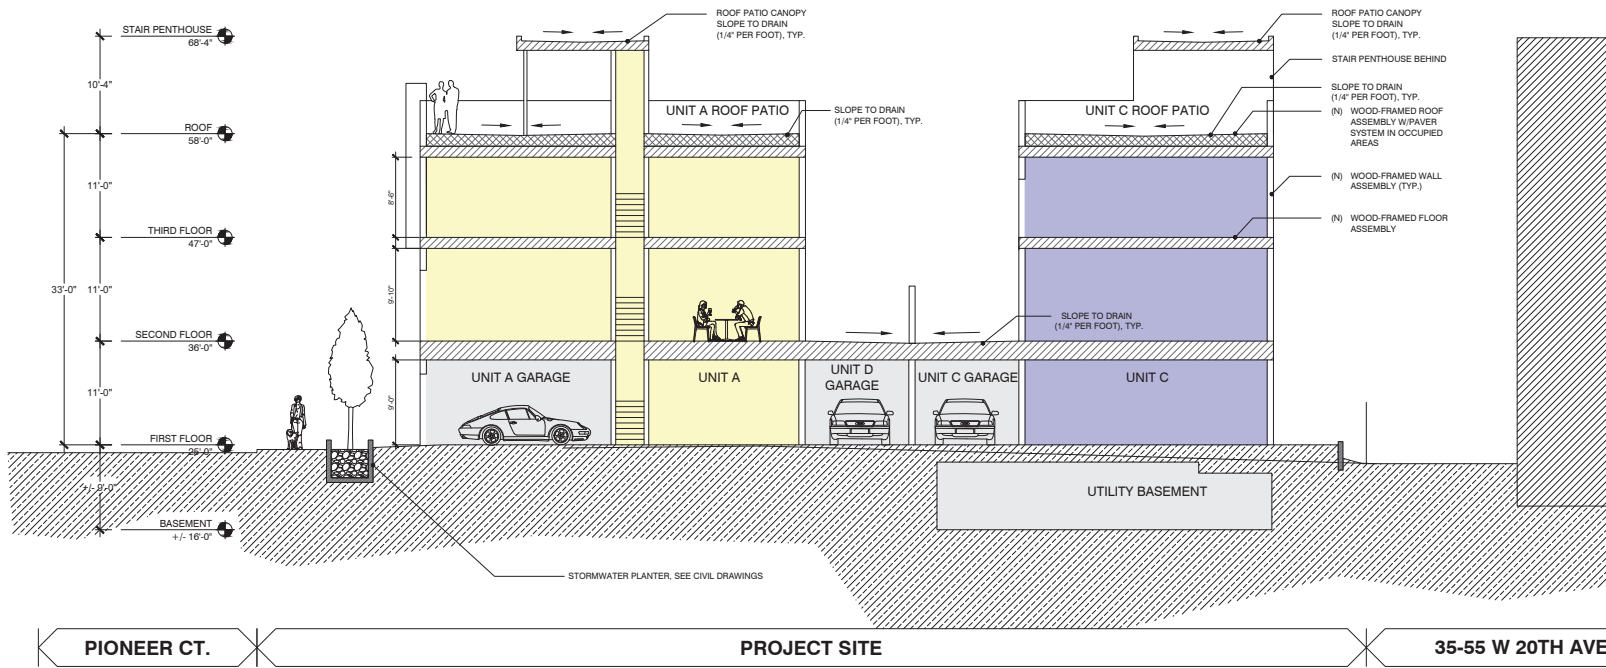 STAIR PENTHOUSE
68'-4"
10'-4"
ROOF
58'-0"
11'-0"
THIRD FLOOR
47'-0"
33'-0"
11'-0"
SECOND FLOOR
36'-0"
11'-0"
FIRST FLOOR
25'-0"
+/- 9'-0"
BASEMENT
+/- 16'-0"
8'-6"
9'-10"
9'-0"
ROOF PATIO CANOPY
SLOPE TO DRAIN
(1/4" PER FOOT), TYP.
UNIT A ROOF PATIO
SLOPE TO DRAIN
(1/4" PER FOOT), TYP.
UNIT C ROOF PATIO
ROOF PATIO CANOPY
SLOPE TO DRAIN
(1/4" PER FOOT), TYP.
STAIR PENTHOUSE BEHIND
SLOPE TO DRAIN
(1/4" PER FOOT), TYP.
(N) WOOD-FRAMED ROOF
ASSEMBLY W/PAVER
SYSTEM IN OCCUPIED
AREAS
(N) WOOD-FRAMED WALL
ASSEMBLY (TYP.)
(N) WOOD-FRAMED FLOOR
ASSEMBLY
SLOPE TO DRAIN
(1/4" PER FOOT), TYP.
UNIT A GARAGE
UNIT A
UNIT D
GARAGE
UNIT C GARAGE
UNIT C
UTILITY BASEMENT
STORMWATER PLANTER, SEE CIVIL DRAWINGS
PIONEER CT.
PROJECT SITE
35-55 W 20TH AVE